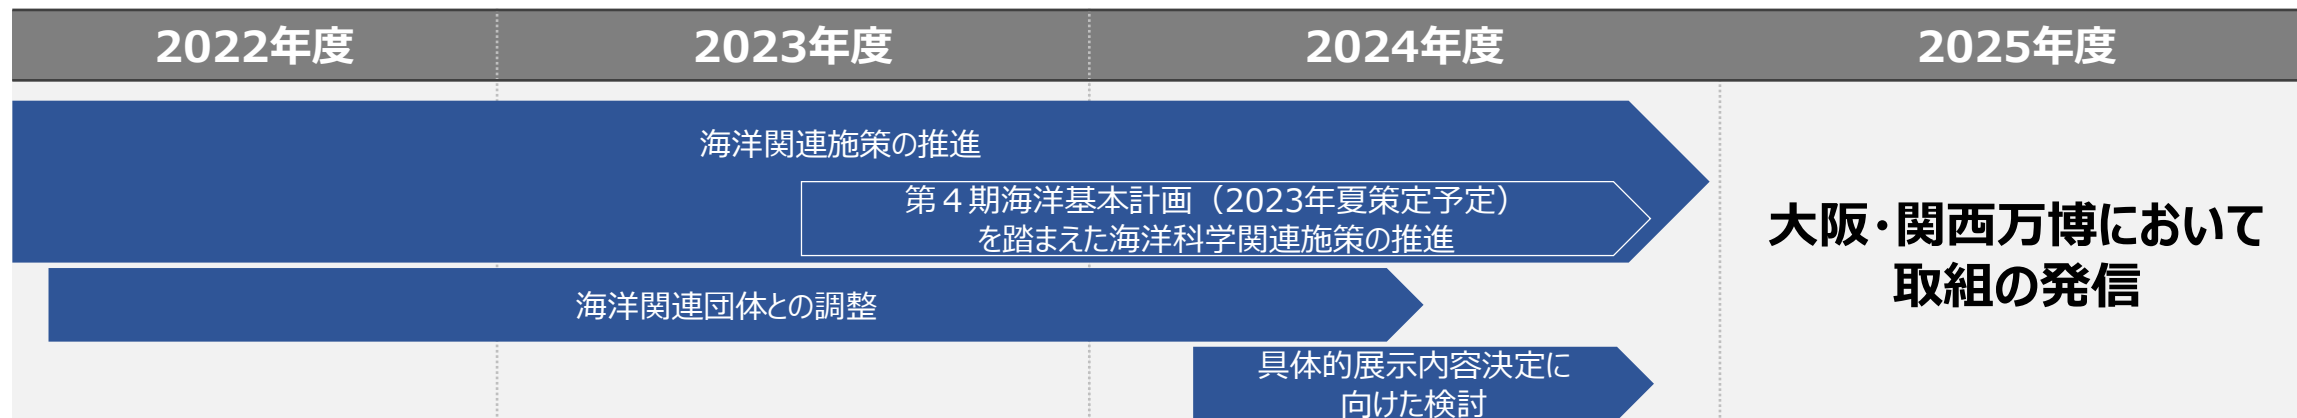 2022年度 2023年度 2024年度 2025年度
海洋関連施策の推進
第４期海洋基本計画（2023年夏策定予定）
を踏まえた海洋科学関連施策の推進
海洋関連団体との調整
具体的展示内容決定に
向けた検討
大阪・関西万博において
取組の発信